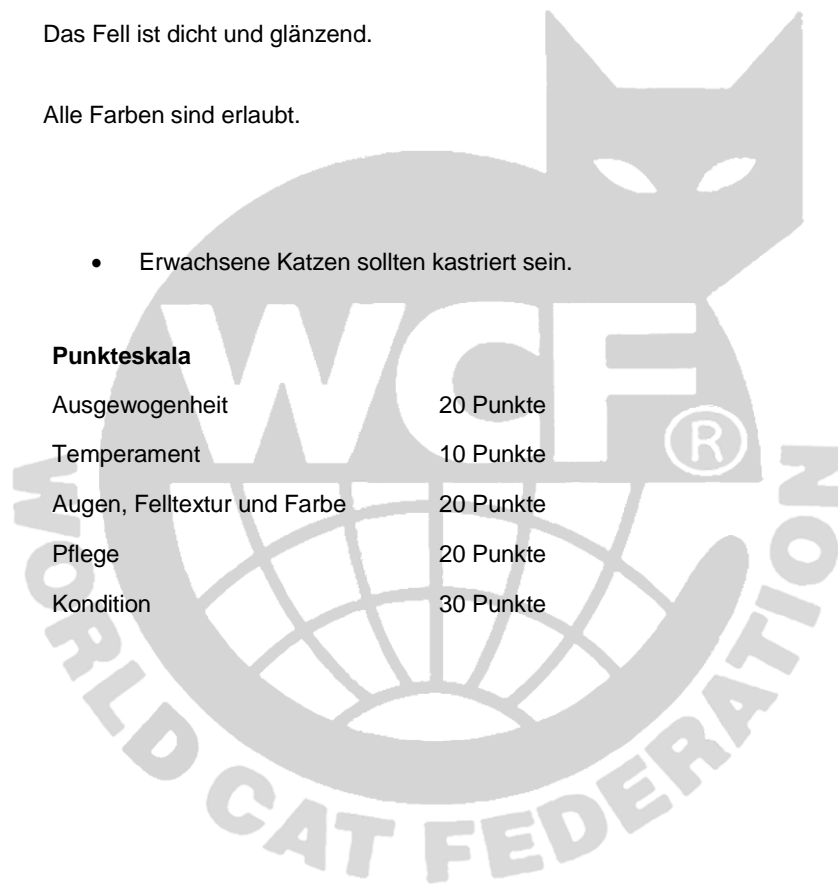 Das Fell ist dicht und glänzend.
Alle Farben sind erlaubt.
• Erwachsene Katzen sollten kastriert sein.
Punkteskala
Ausgewogenheit 20 Punkte
Temperament 10 Punkte
Augen, Felltextur und Farbe 20 Punkte
Pflege 20 Punkte
Kondition 30 Punkte
WCF ®
WORLD CAT FEDERATION